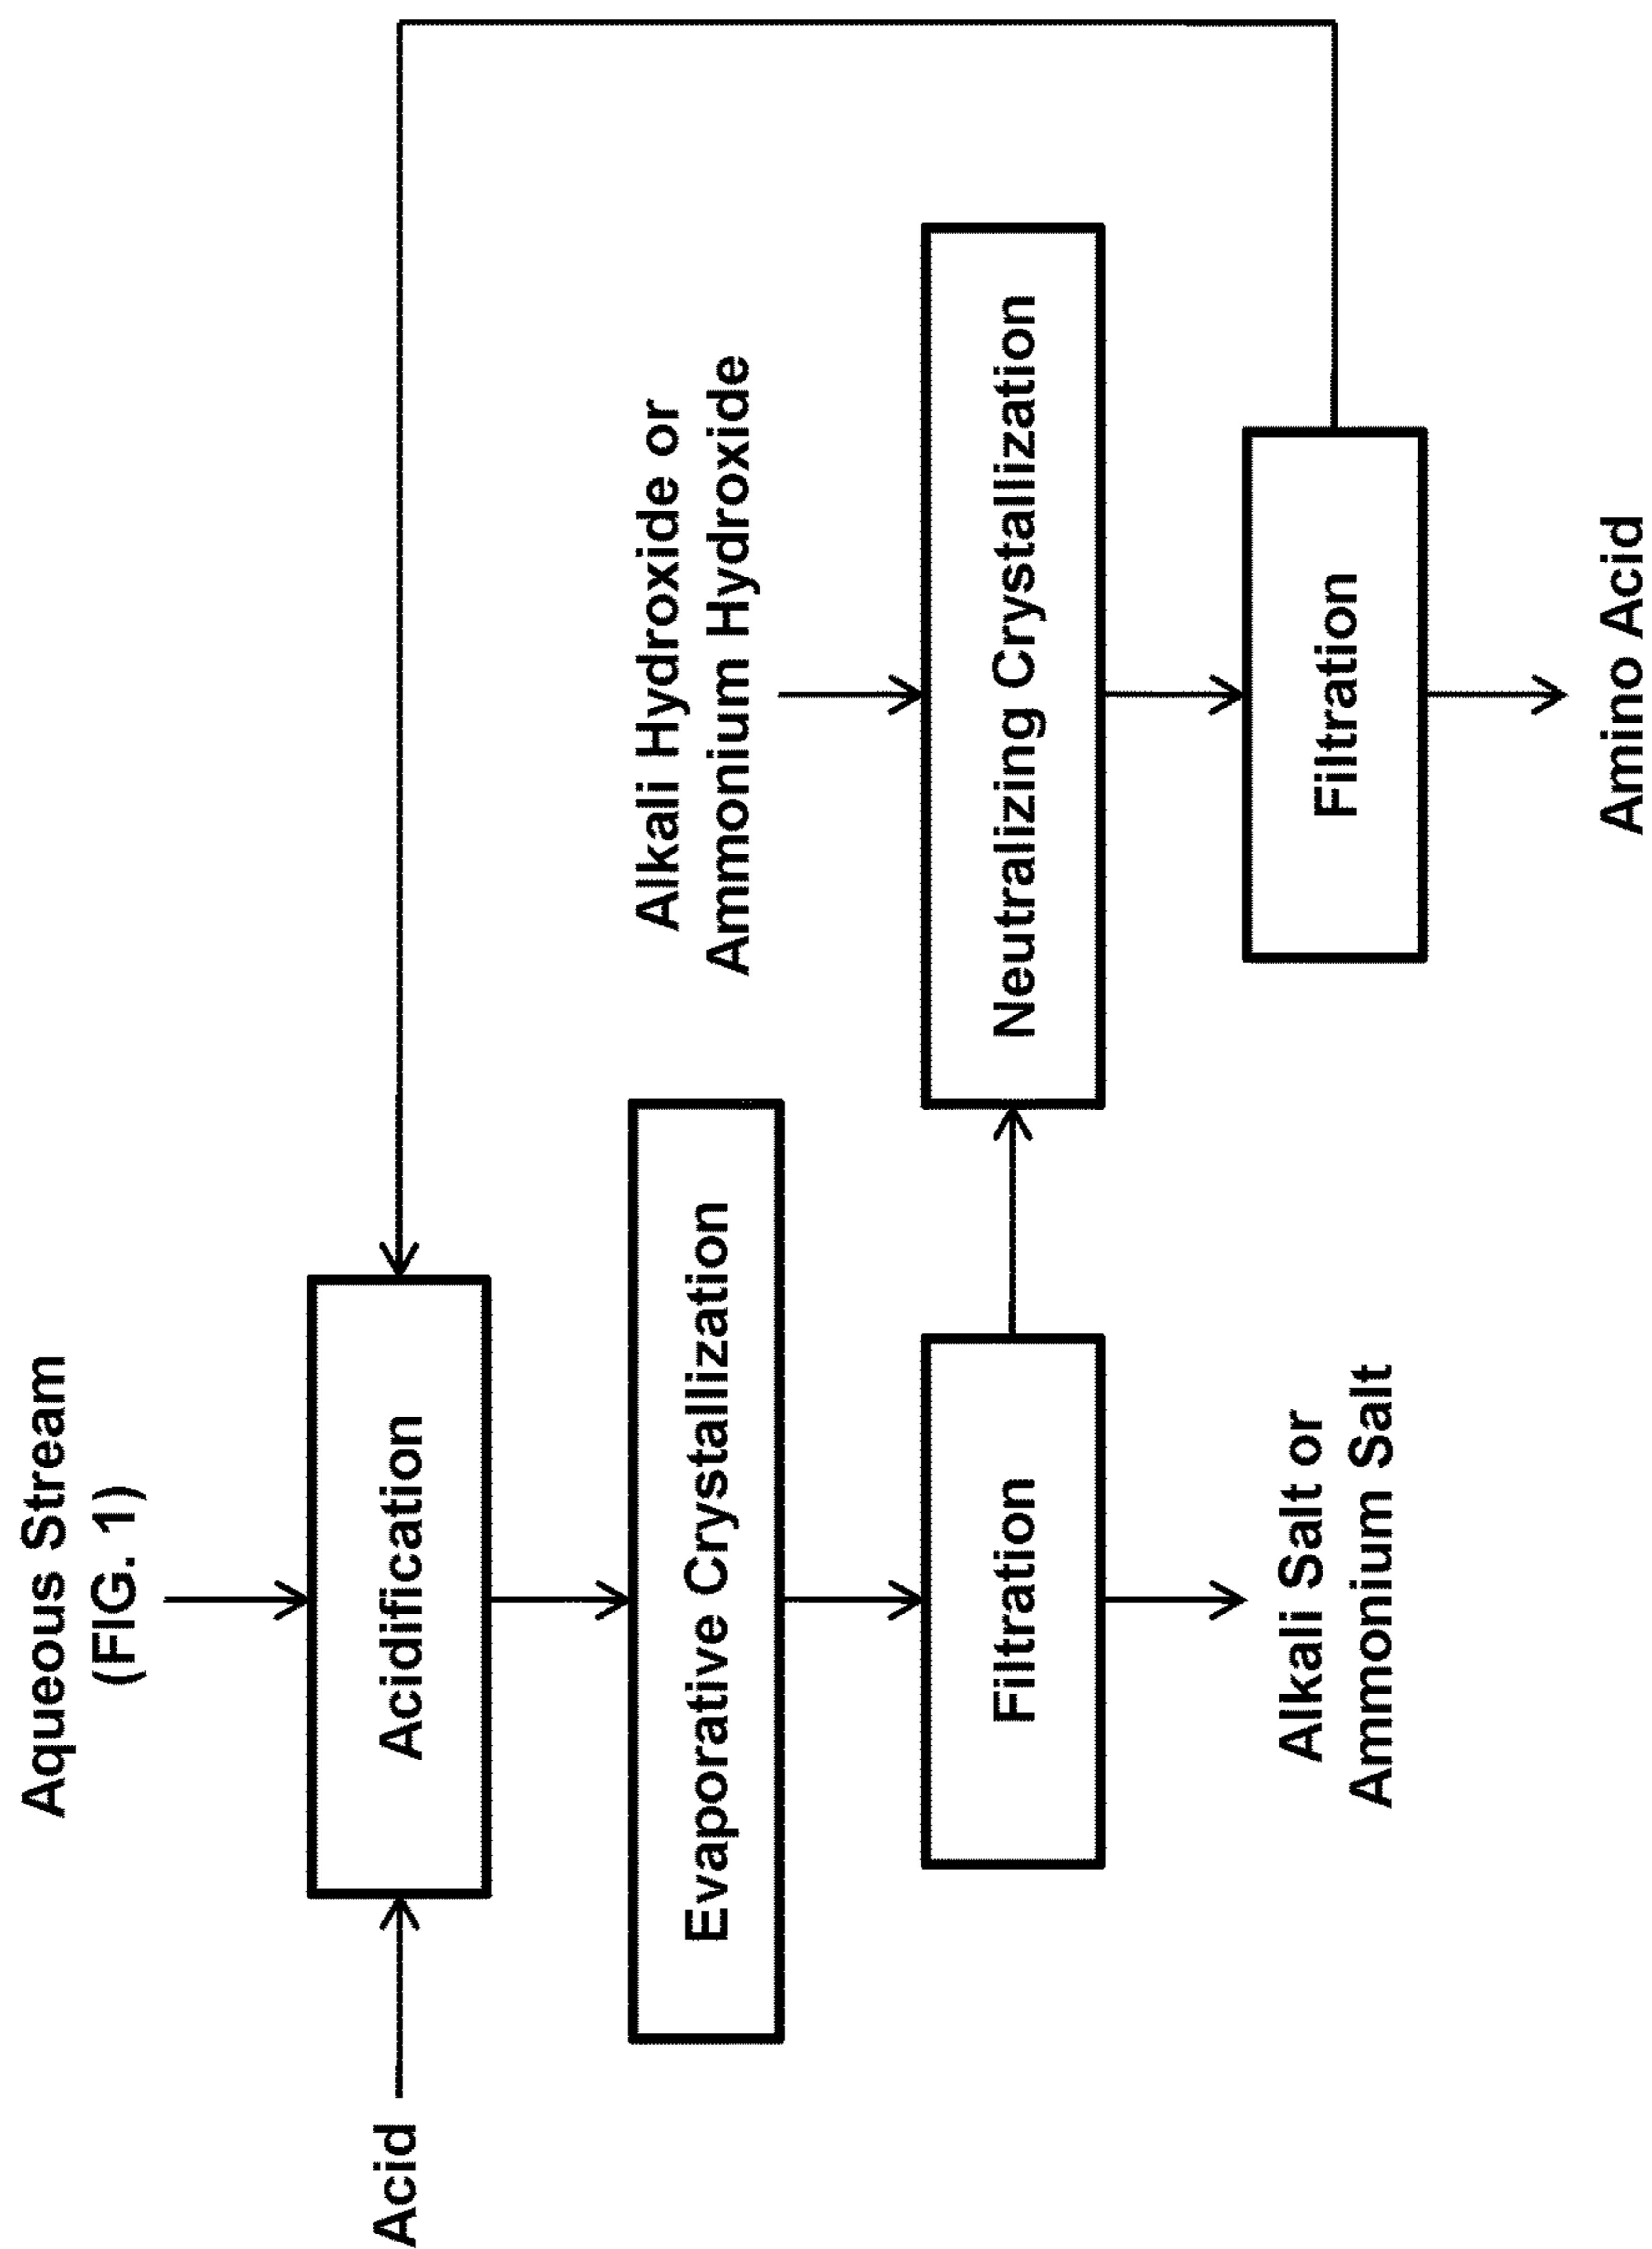 Aqueous Stream
(FIG. 1)
Acid
Acidification
Evaporative Crystallization
Alkali Hydroxide or
Ammonium Hydroxide
Filtration
Neutralizing Crystallization
Alkali Salt or
Ammonium Salt
Filtration
Amino Acid